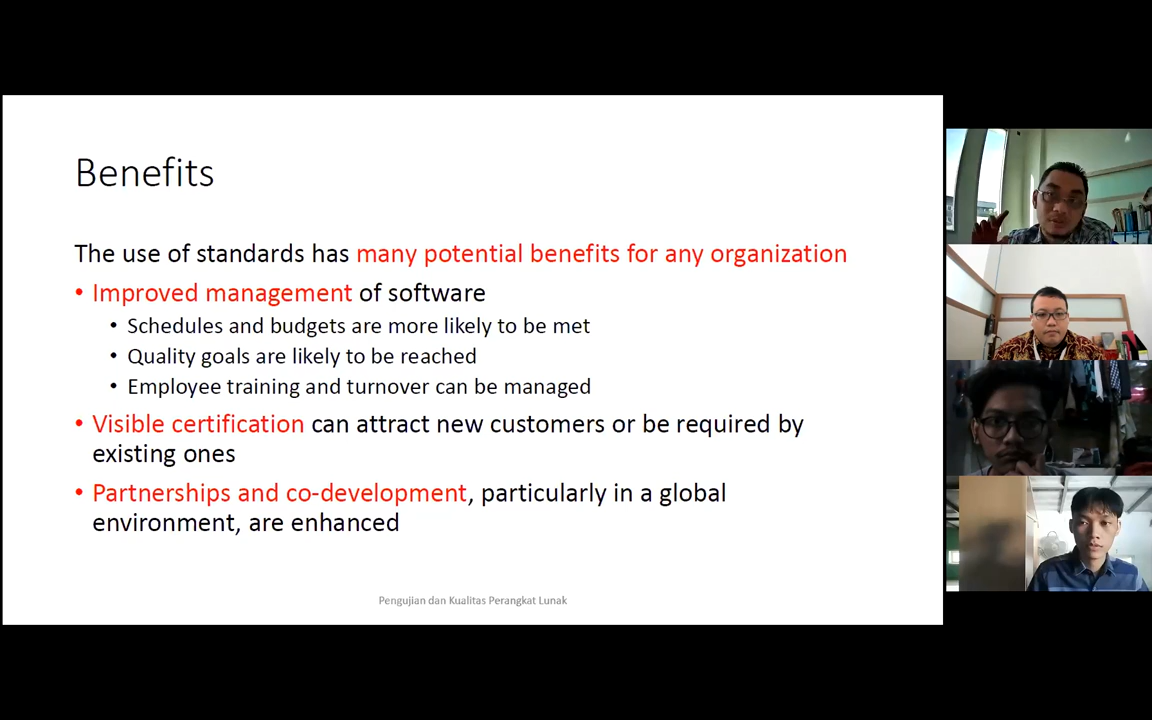 Benefits
The use of standards has many potential benefits for any organization
• Improved management of software
• Schedules and budgets are more likely to be met
• Quality goals are likely to be reached
• Employee training and turnover can be managed
• Visible certification can attract new customers or be required by
existing ones
• Partnerships and co-development, particularly in a global
environment, are enhanced
Pengujian dan Kualitas Perangkat Lunak